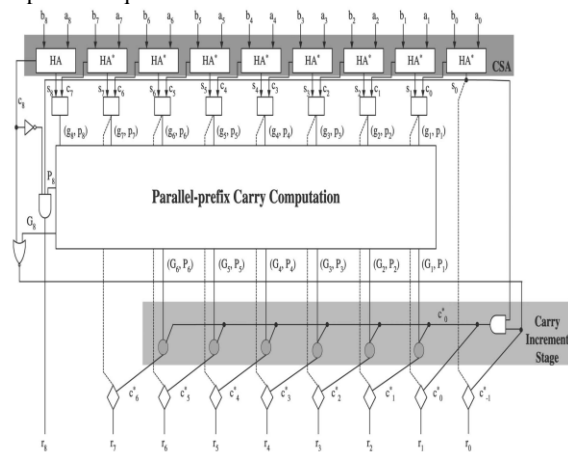 b8 a8 b7 a7 b6 a6 b5 a5 b4 a4 b3 a3 b2 a2 b1 a1 b0 a0
HA HA* HA* HA* HA* HA* HA* HA* HA*
CSA
s8 c7 s7 c6 s6 c5 s5 c4 s4 c3 s3 c2 s2 c1 s1 c0 s0
c8
(g8, p8) (g7, p7) (g6, p6) (g5, p5) (g4, p4) (g3, p3) (g2, p2) (g1, p1)
P8
Parallel-prefix Carry Computation
G8
(G6, P6) (G5, P5) (G4, P4) (G3, P3) (G2, P2) (G1, P1)
c*0
Carry
Increment
Stage
c*6 c*5 c*4 c*3 c*2 c*1 c*0 c*-1
r8 r7 r6 r5 r4 r3 r2 r1 r0